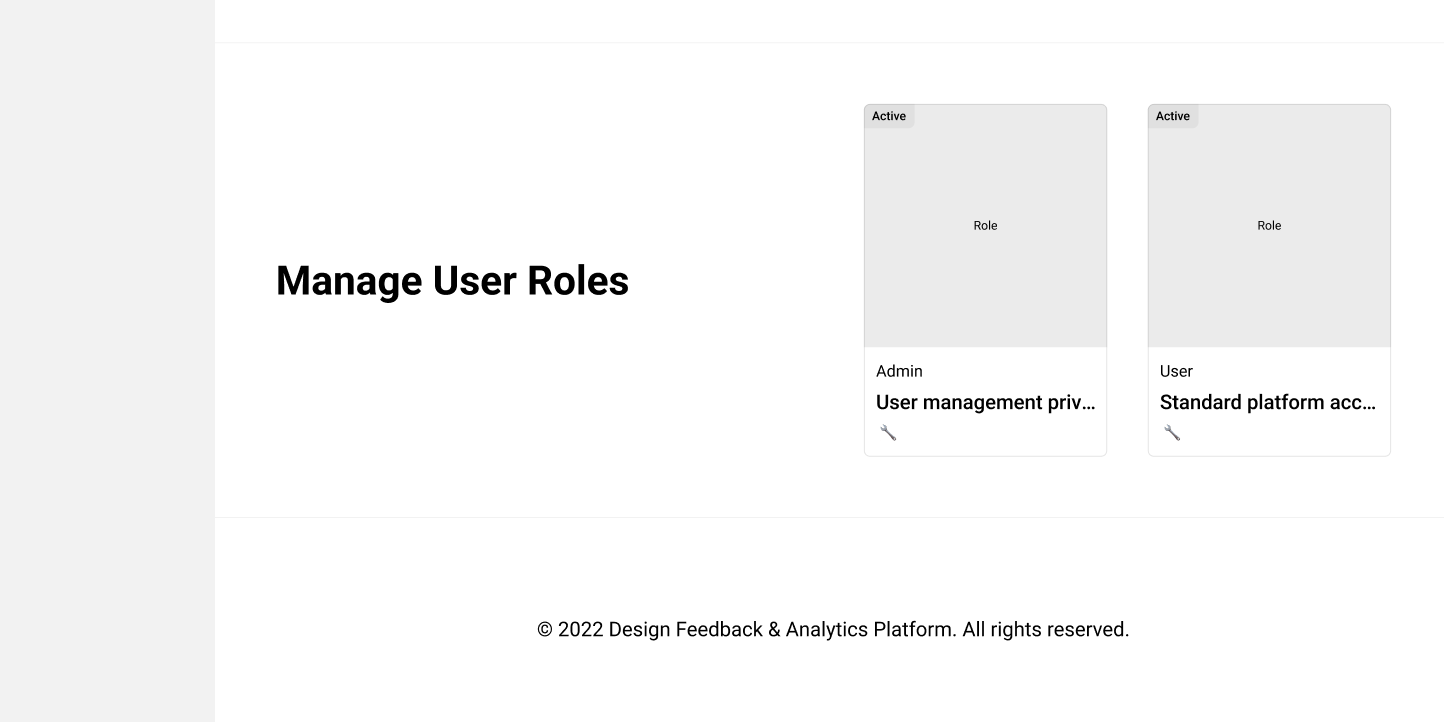 Manage User Roles
Active
Role
Admin
User management priv...
Active
Role
User
Standard platform acc...
© 2022 Design Feedback & Analytics Platform. All rights reserved.